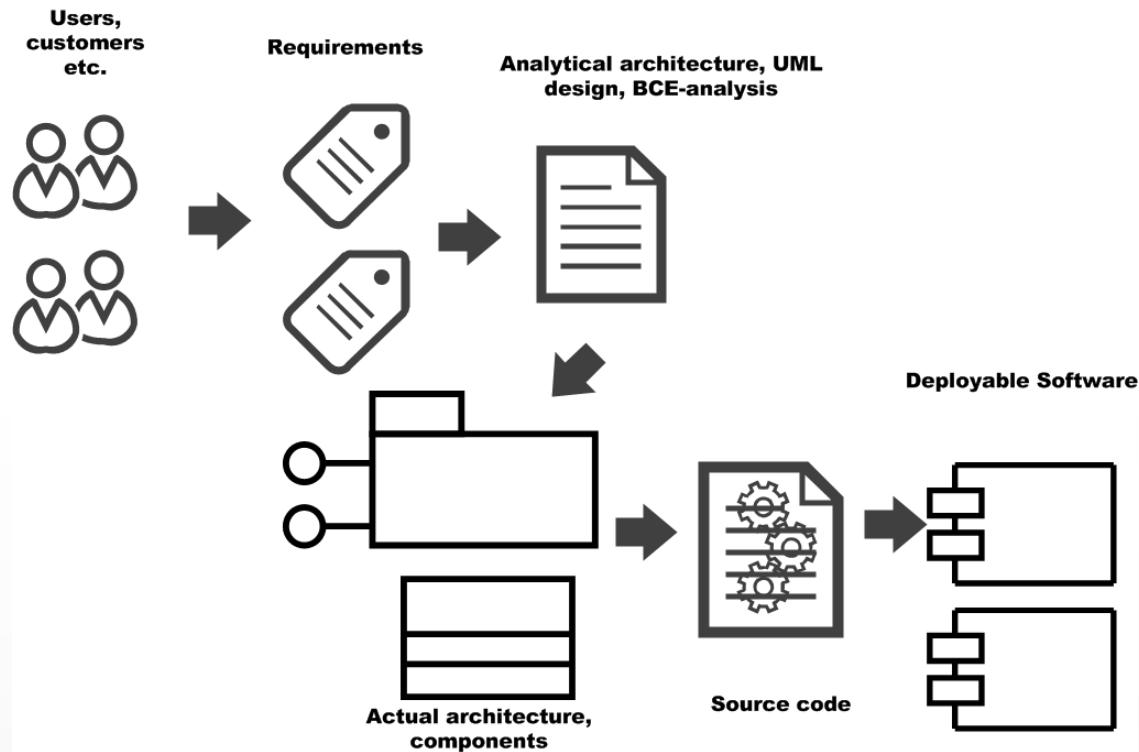 Users,
customers
etc.
Requirements
Analytical architecture, UML
design, BCE-analysis
Deployable Software
Source code
Actual architecture,
components